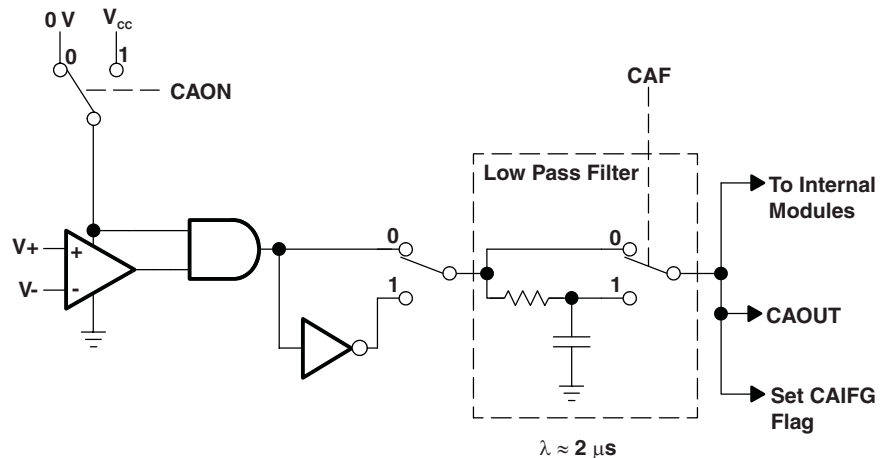 0 V
V_CC
0
1
CAON
CAF
Low Pass Filter
To Internal
Modules
V+
+
V-
-
0
1
0
1
CAOUT
Set CAIFG
Flag
λ ≈ 2 μs